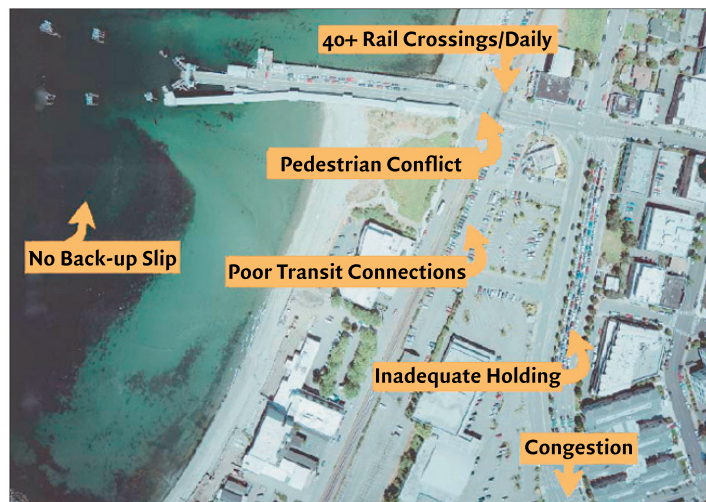 40+ Rail Crossings/Daily
Pedestrian Conflict
No Back-up Slip
Poor Transit Connections
Inadequate Holding
Congestion